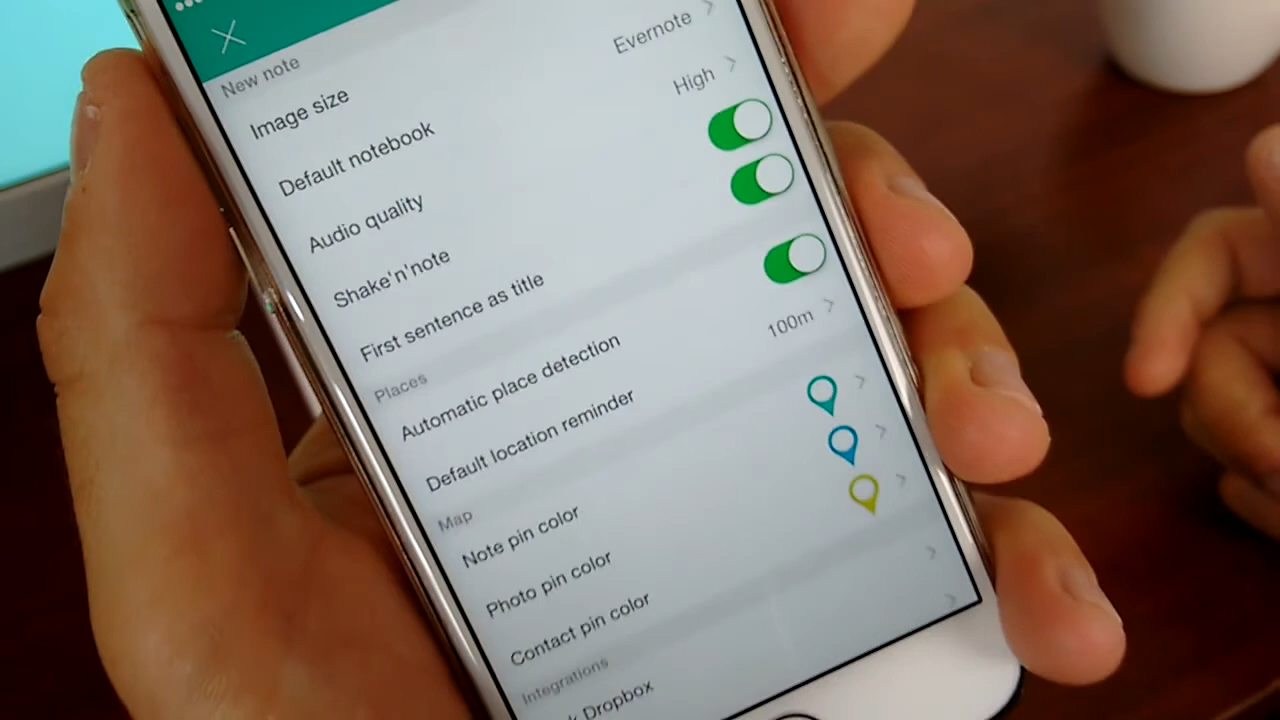 New note
Image size
Default notebook Evernote
Audio quality High
Shake'n'note
First sentence as title
Places
Automatic place detection
Default location reminder 100m
Map
Note pin color
Photo pin color
Contact pin color
Integrations
Dropbox